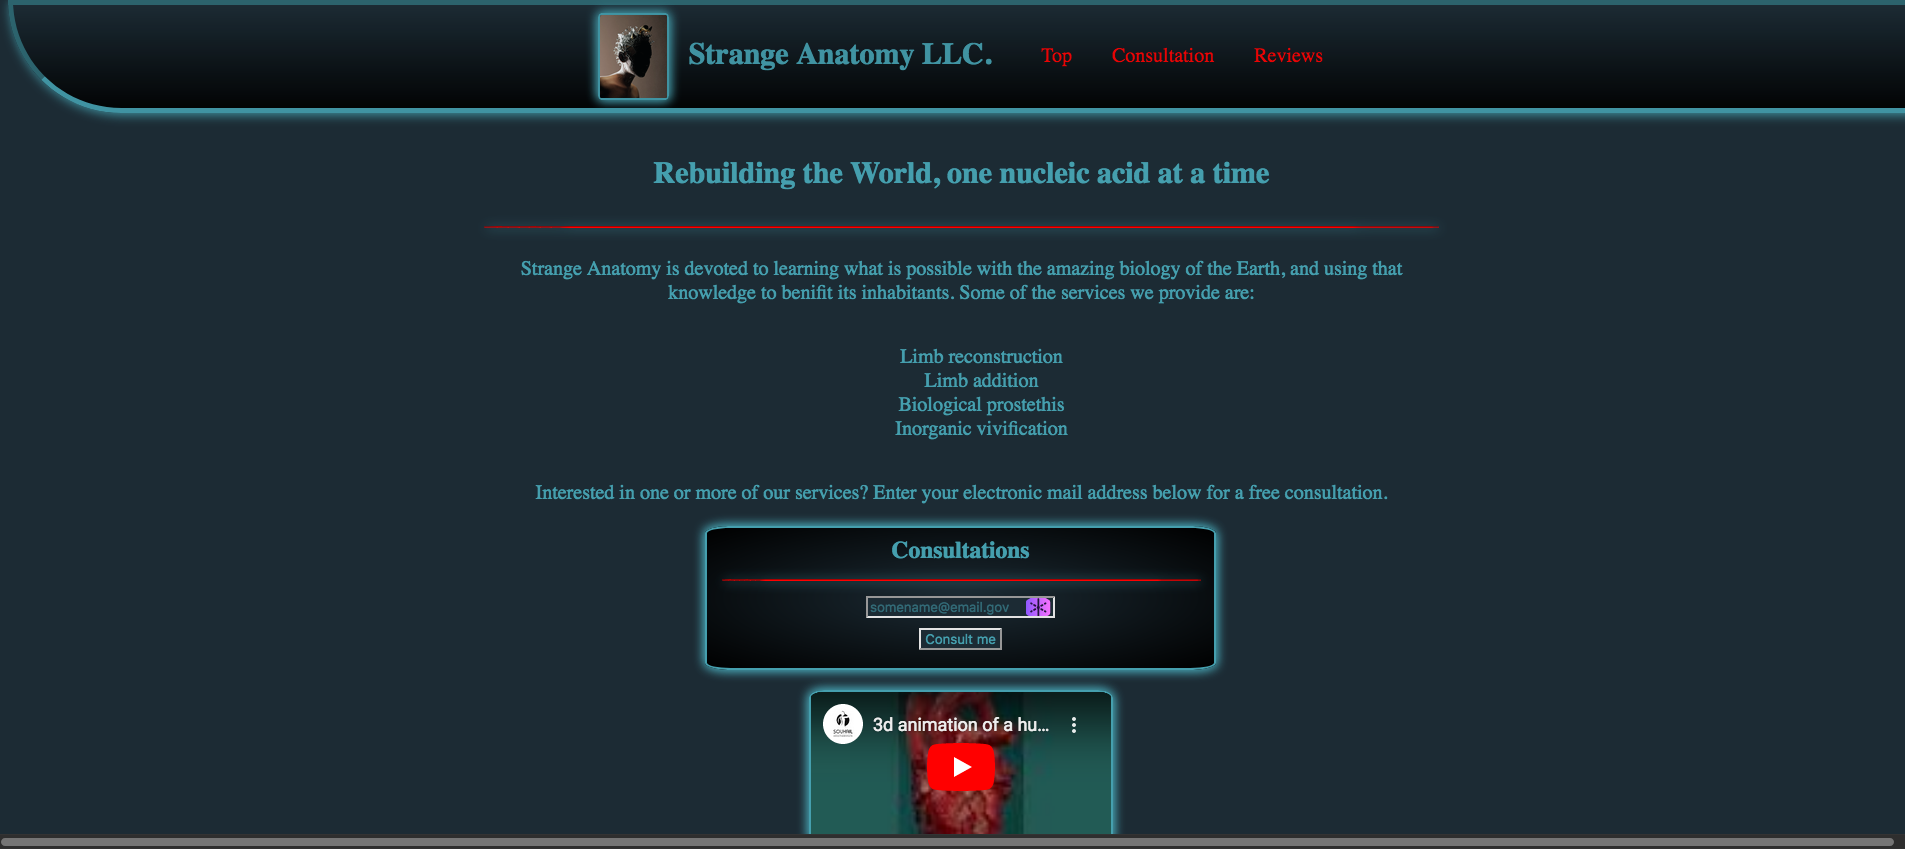 Strange Anatomy LLC.
Top
Consultation
Reviews
Rebuilding the World, one nucleic acid at a time
Strange Anatomy is devoted to learning what is possible with the amazing biology of the Earth, and using that
knowledge to benifit its inhabitants. Some of the services we provide are:
Limb reconstruction
Limb addition
Biological prostethis
Inorganic vivification
Interested in one or more of our services? Enter your electronic mail address below for a free consultation.
Consultations
somename@email.gov
Consult me
3d animation of a hu...